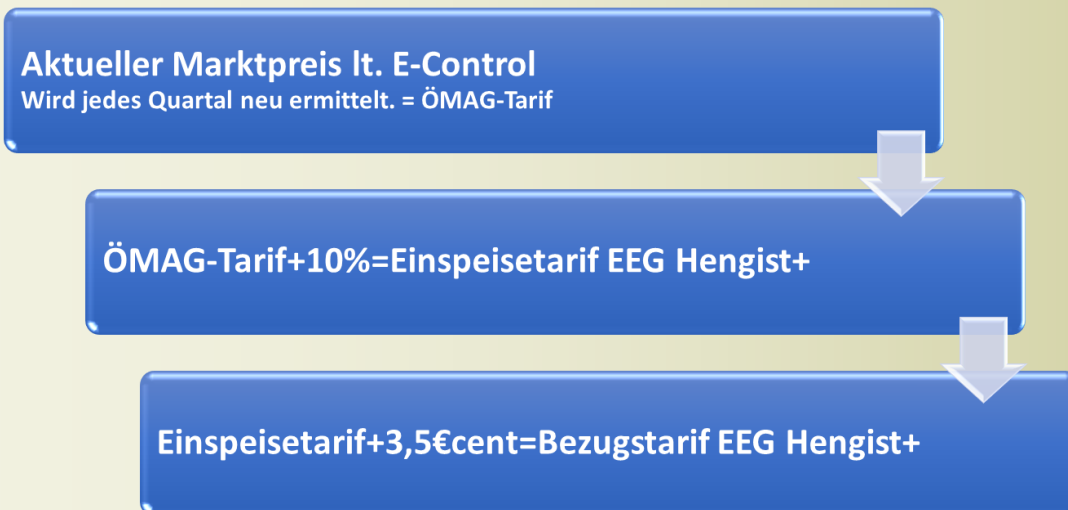 Aktueller Marktpreis lt. E-Control
Wird jedes Quartal neu ermittelt. = ÖMAG-Tarif
ÖMAG-Tarif+10%=Einspeisetarif EEG Hengist+
Einspeisetarif+3,5€cent=Bezugstarif EEG Hengist+